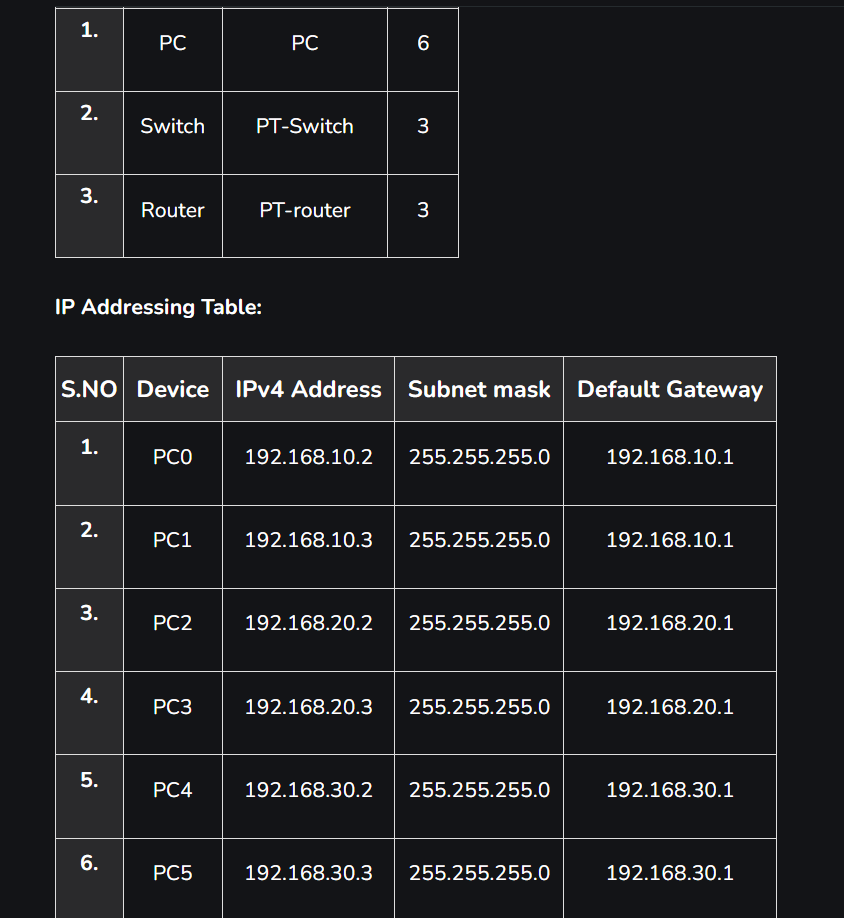 1. PC PC 6
2. Switch PT-Switch 3
3. Router PT-router 3
IP Addressing Table:
S.NO Device IPv4 Address Subnet mask Default Gateway
1. PC0 192.168.10.2 255.255.255.0 192.168.10.1
2. PC1 192.168.10.3 255.255.255.0 192.168.10.1
3. PC2 192.168.20.2 255.255.255.0 192.168.20.1
4. PC3 192.168.20.3 255.255.255.0 192.168.20.1
5. PC4 192.168.30.2 255.255.255.0 192.168.30.1
6. PC5 192.168.30.3 255.255.255.0 192.168.30.1